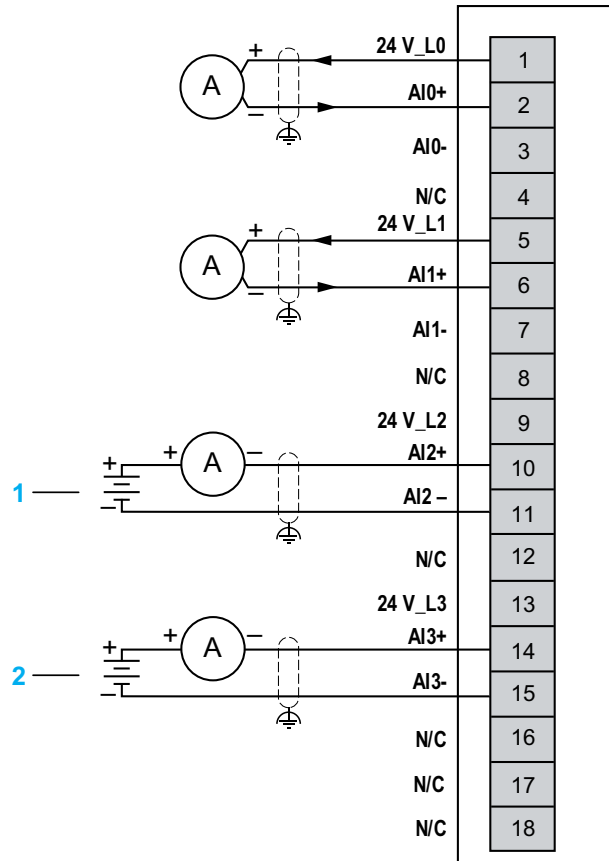 24 V_L0 1
A + −
AI0+ 2
AI0- 3
N/C 4
24 V_L1 5
A + −
AI1+ 6
AI1- 7
N/C 8
24 V_L2 9
1 + − + A − AI2+ 10
AI2 – 11
N/C 12
24 V_L3 13
2 + − + A − AI3+ 14
AI3- 15
N/C 16
N/C 17
N/C 18